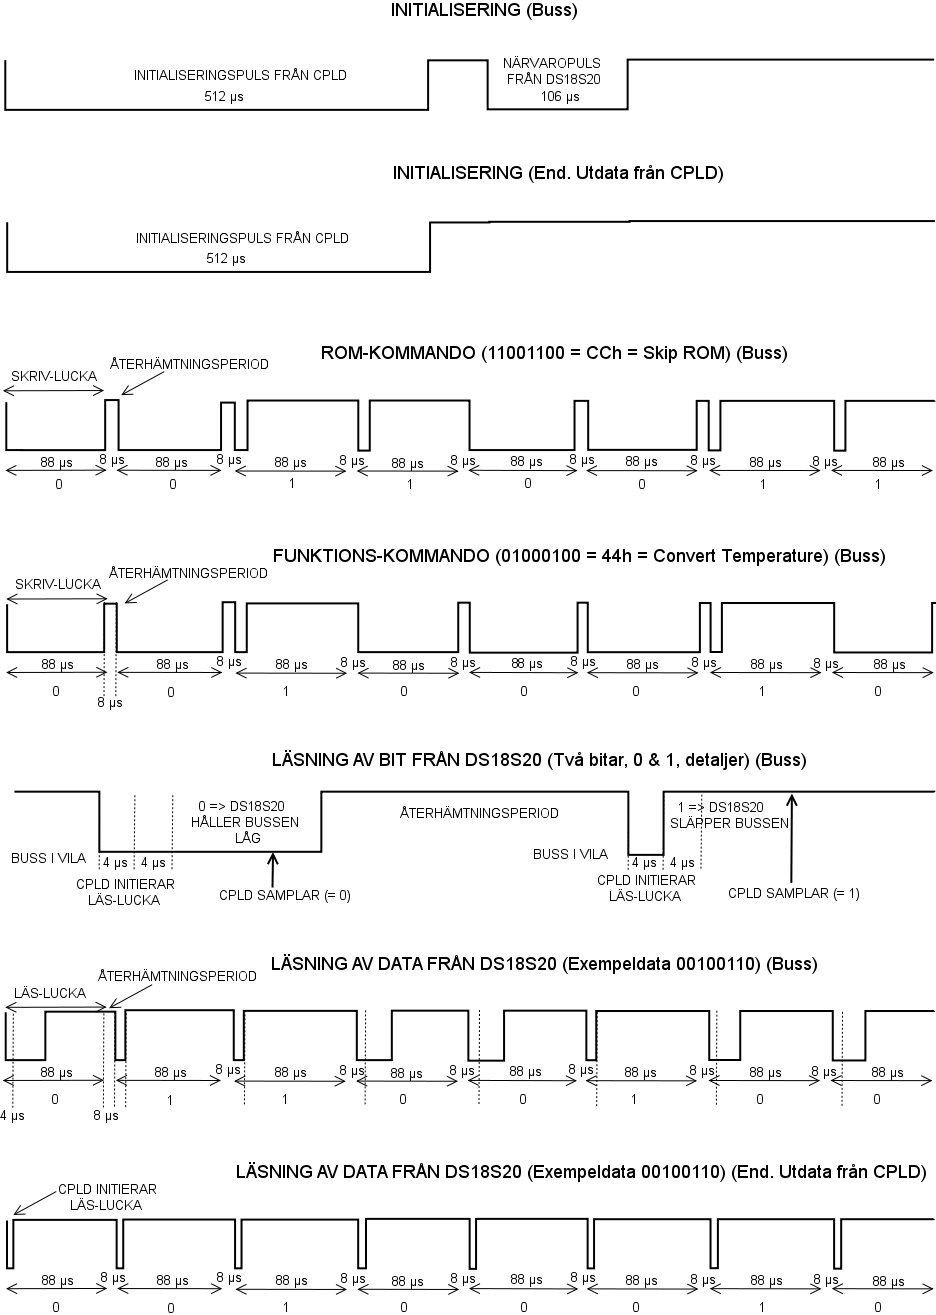 INITIALISERING (Buss)
INITIALISERINGSPULS FRÅN CPLD
512 µs
NÄRVAROPULS
FRÅN DS18S20
106 µs
INITIALISERING (End. Utdata från CPLD)
INITIALISERINGSPULS FRÅN CPLD
512 µs
ROM-KOMMANDO (11001100 = CCh = Skip ROM) (Buss)
SKRIV-LUCKA
ÅTERHÄMTNINGSPERIOD
88 µs 8 µs 88 µs 8 µs 88 µs 8 µs 88 µs 8 µs 88 µs 8 µs 88 µs 8 µs 88 µs 8 µs 88 µs
0 0 1 1 0 0 1 1
FUNKTIONS-KOMMANDO (01000100 = 44h = Convert Temperature) (Buss)
SKRIV-LUCKA
ÅTERHÄMTNINGSPERIOD
88 µs 88 µs 8 µs 88 µs 8 µs 88 µs 8 µs 88 µs 8 µs 88 µs 8 µs 88 µs 8 µs 88 µs
0 0 1 0 0 0 1 0
8 µs
LÄSNING AV BIT FRÅN DS18S20 (Två bitar, 0 & 1, detaljer) (Buss)
0 => DS18S20
HÅLLER BUSSEN
LÅG
ÅTERHÄMTNINGSPERIOD
1 => DS18S20
SLÄPPER BUSSEN
BUSS I VILA
4 µs 4 µs
CPLD INITIERAR
LÄS-LUCKA
CPLD SAMPLAR (= 0)
BUSS I VILA
4 µs 4 µs
CPLD INITIERAR
LÄS-LUCKA
CPLD SAMPLAR (= 1)
LÄSNING AV DATA FRÅN DS18S20 (Exempeldata 00100110) (Buss)
LÄS-LUCKA
ÅTERHÄMTNINGSPERIOD
88 µs 88 µs 8 µs 88 µs 8 µs 88 µs 8 µs 88 µs 8 µs 88 µs 8 µs 88 µs 8 µs 88 µs
0 1 1 0 0 1 0 0
4 µs 8 µs
LÄSNING AV DATA FRÅN DS18S20 (Exempeldata 00100110) (End. Utdata från CPLD)
CPLD INITIERAR
LÄS-LUCKA
88 µs 8 µs 88 µs 8 µs 88 µs 8 µs 88 µs 8 µs 88 µs 8 µs 88 µs 8 µs 88 µs 8 µs 88 µs
0 0 1 0 0 0 1 0